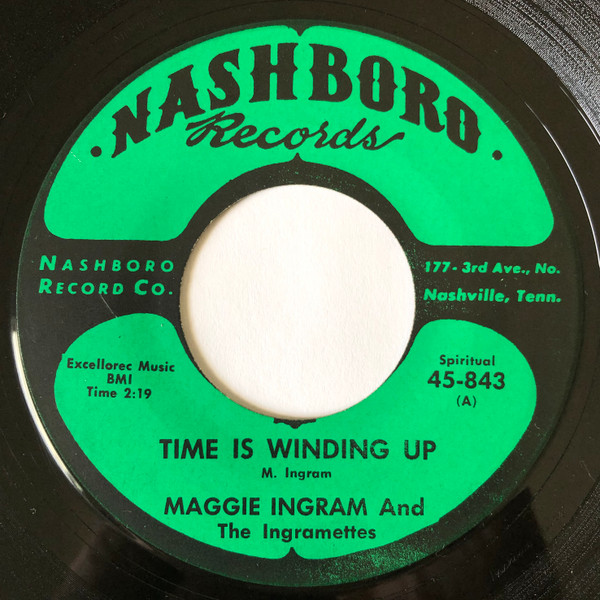 · NASHBORO ·
Records
NASHBORO
RECORD CO.
177 - 3rd Ave., No.
Nashville, Tenn.
Excellorec Music
BMI
Time 2:19
Spiritual
45-843
(A)
TIME IS WINDING UP
M. Ingram
MAGGIE INGRAM And
The Ingramettes